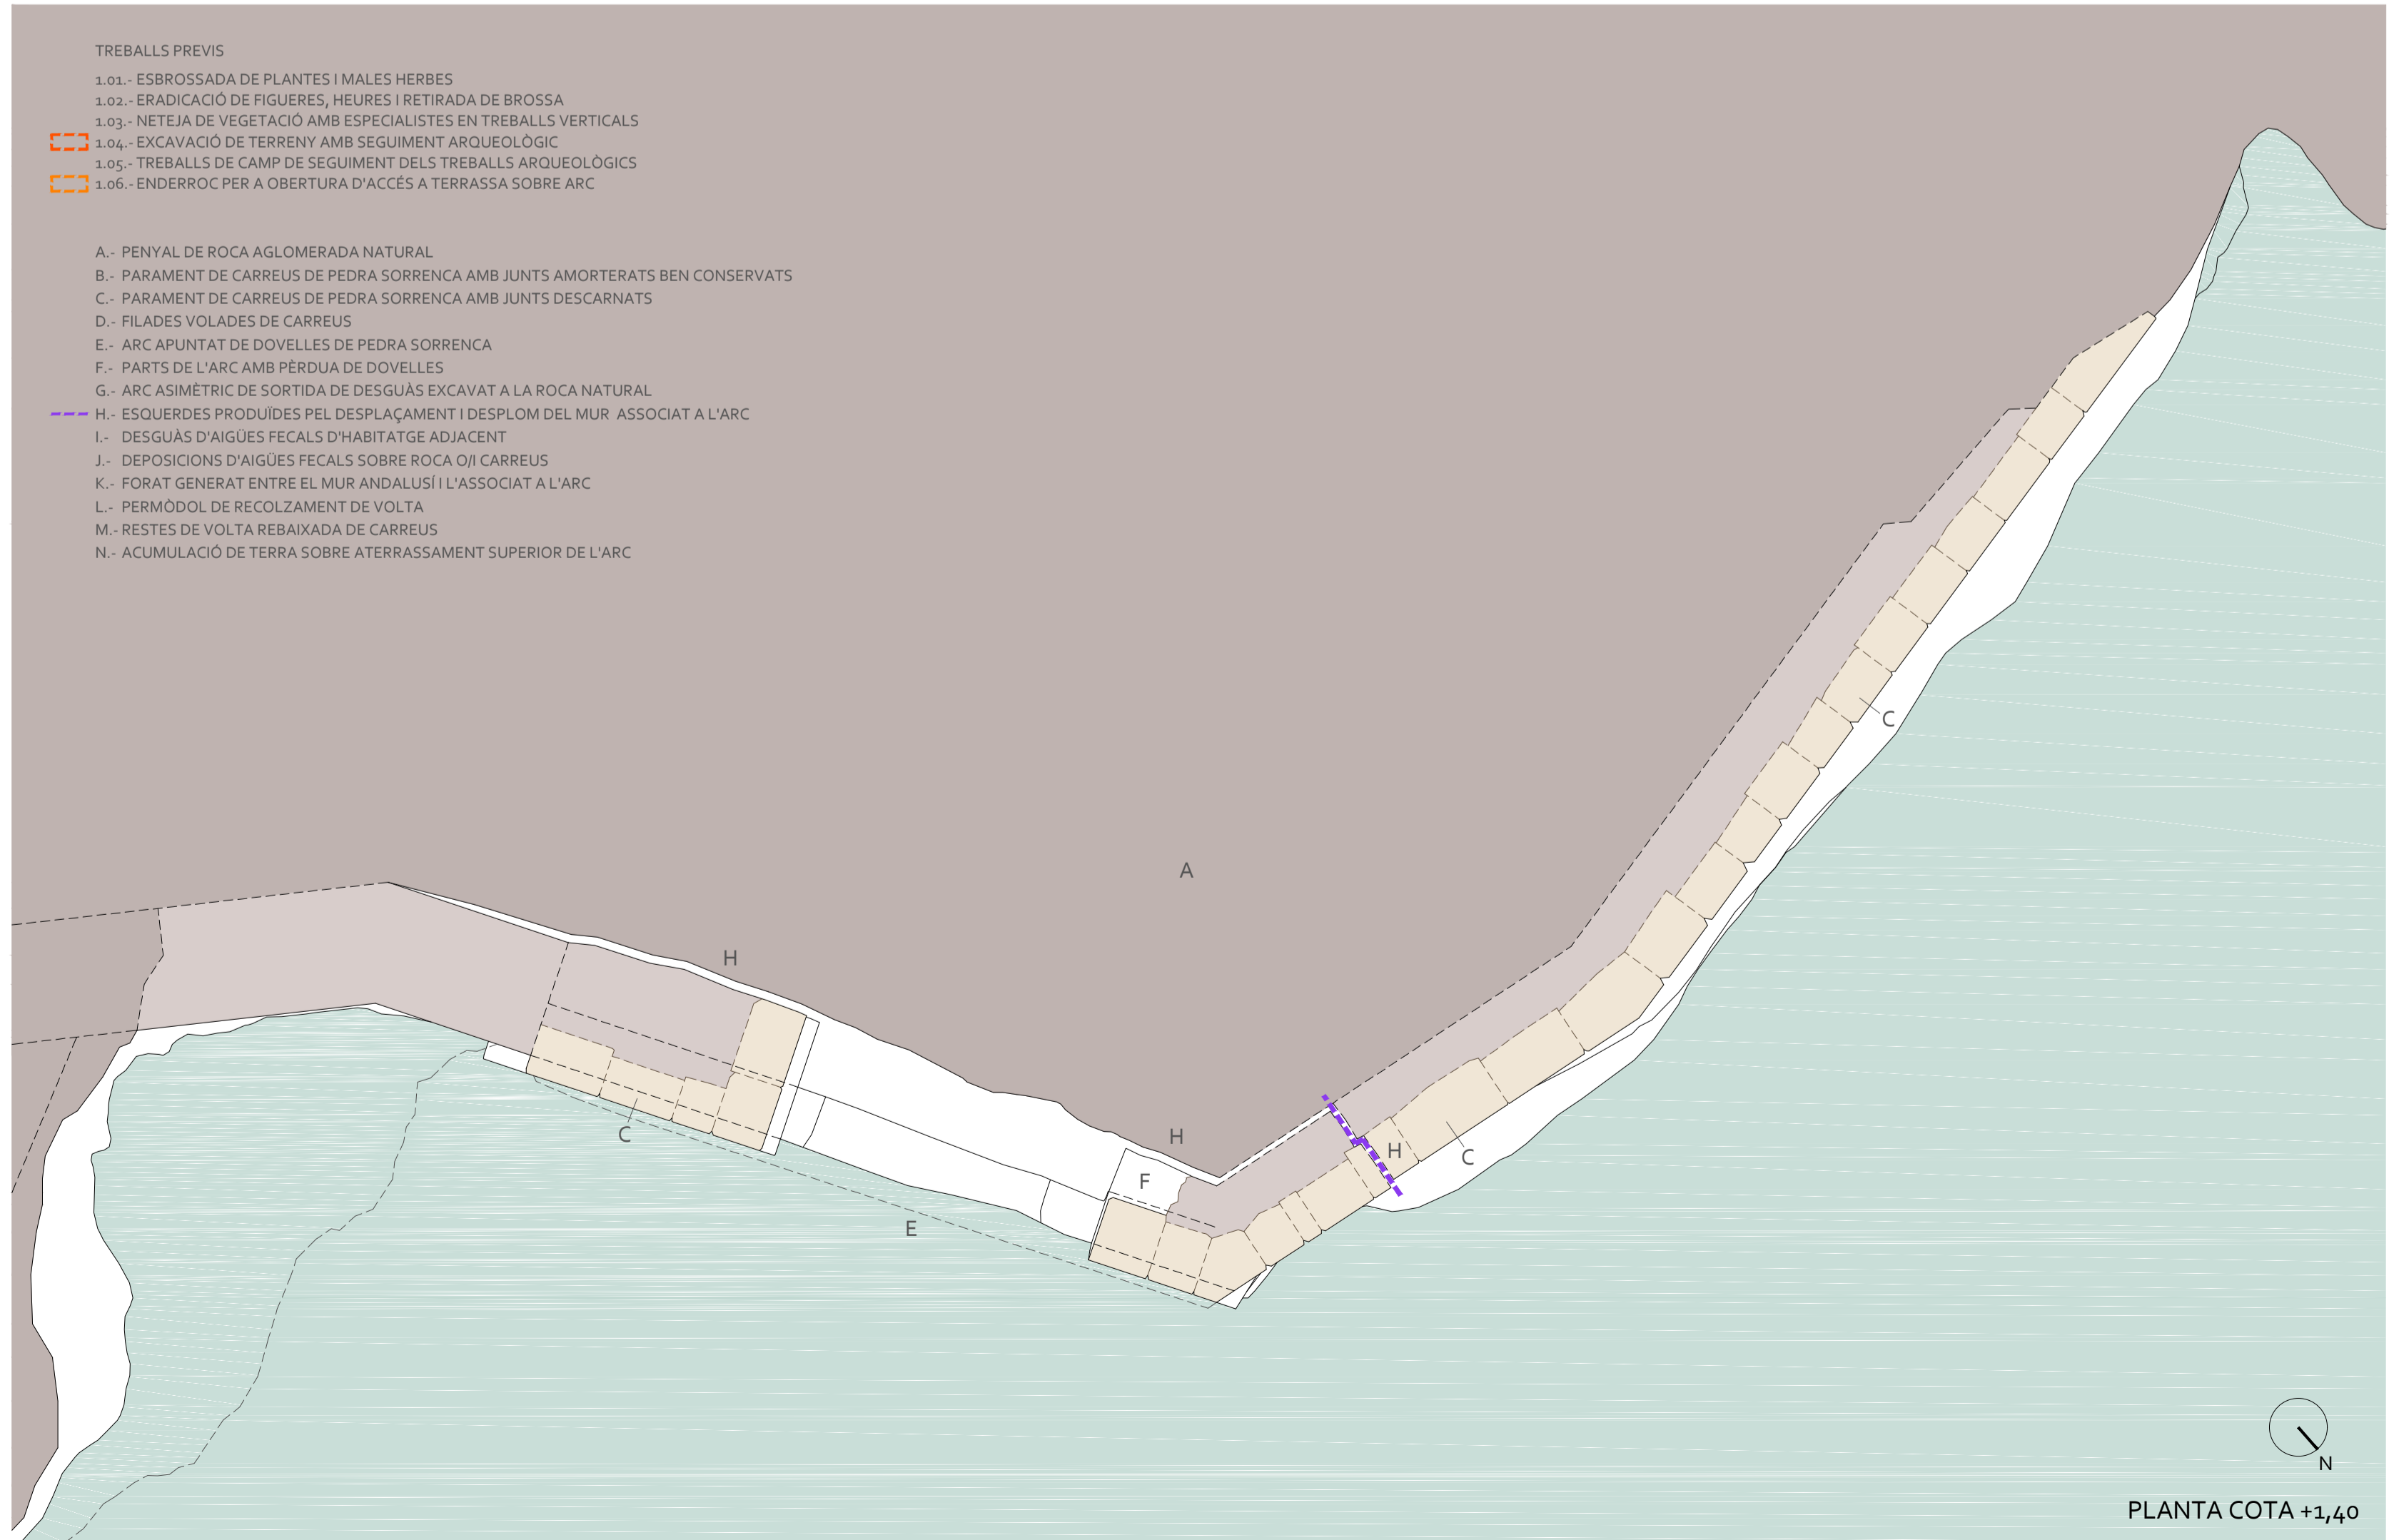 TREBALLS PREVIS
1.01.- ESBROSSADA DE PLANTES I MALES HERBES
1.02.- ERADICACIÓ DE FIGUERES, HEURES I RETIRADA DE BROSSA
1.03.- NETEJA DE VEGETACIÓ AMB ESPECIALISTES EN TREBALLS VERTICALS
1.04.- EXCAVACIÓ DE TERRENY AMB SEGUIMENT ARQUEOLÒGIC
1.05.- TREBALLS DE CAMP DE SEGUIMENT DELS TREBALLS ARQUEOLÒGICS
1.06.- ENDERROC PER A OBERTURA D'ACCÉS A TERRASSA SOBRE ARC
A.- PENYAL DE ROCA AGLOMERADA NATURAL
B.- PARAMENT DE CARREUS DE PEDRA SORRENCA AMB JUNTS AMORTERATS BEN CONSERVATS
C.- PARAMENT DE CARREUS DE PEDRA SORRENCA AMB JUNTS DESCARNATS
D.- FILADES VOLADES DE CARREUS
E.- ARC APUNTAT DE DOVELLES DE PEDRA SORRENCA
F.- PARTS DE L'ARC AMB PÈRDUA DE DOVELLES
G.- ARC ASIMÈTRIC DE SORTIDA DE DESGUÀS EXCAVAT A LA ROCA NATURAL
H.- ESQUERDES PRODUÏDES PEL DESPLAÇAMENT I DESPLOM DEL MUR ASSOCIAT A L'ARC
I.- DESGUÀS D'AIGÜES FECALS D'HABITATGE ADJACENT
J.- DEPOSICIONS D'AIGÜES FECALS SOBRE ROCA O/I CARREUS
K.- FORAT GENERAT ENTRE EL MUR ANDALUSÍ I L'ASSOCIAT A L'ARC
L.- PERMÒDOL DE RECOLZAMENT DE VOLTA
M.- RESTES DE VOLTA REBAIXADA DE CARREUS
N.- ACUMULACIÓ DE TERRA SOBRE ATERRASSAMENT SUPERIOR DE L'ARC
C
A
H
H
C
H
C
F
E
N
PLANTA COTA +1,40